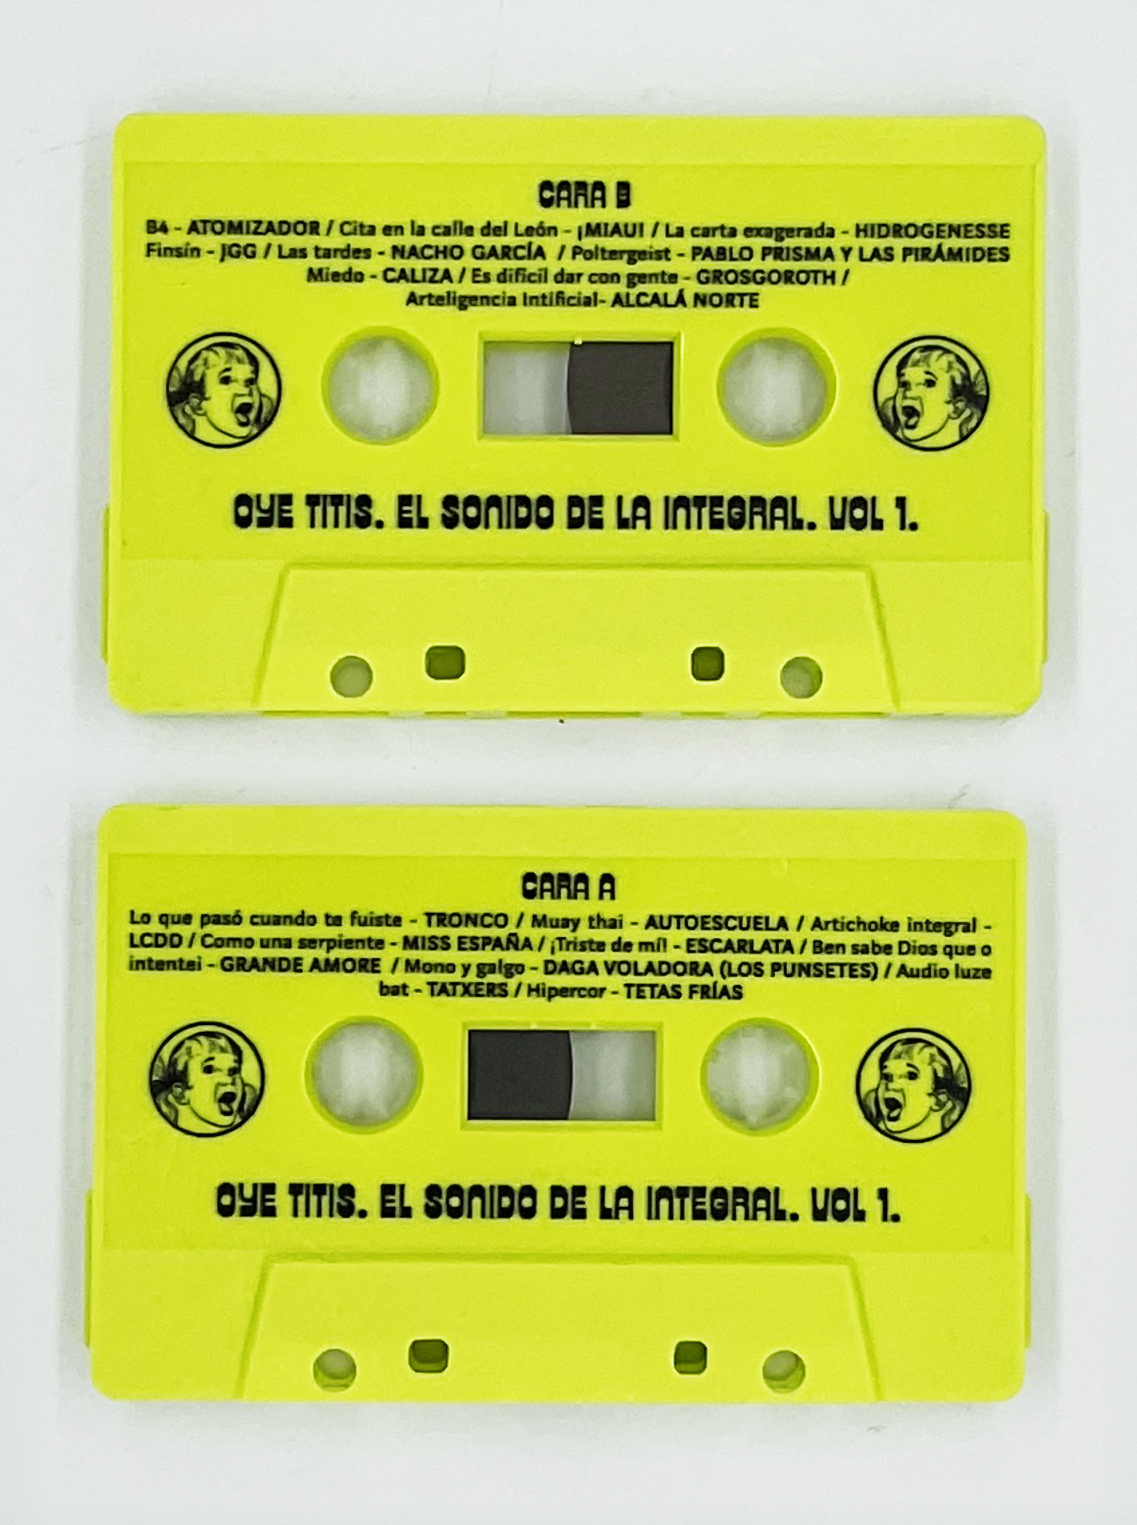 CARA B
B4 - ATOMIZADOR / Cita en la calle del León - ¡MIAU! / La carta exagerada - HIDROGENESSE
Finsín - JGG / Las tardes - NACHO GARCÍA / Poltergeist - PABLO PRISMA Y LAS PIRÁMIDES
Miedo - CALIZA / Es difícil dar con gente - GROSGOROTH /
Arteligencia Intificial- ALCALÁ NORTE
OYE TITIS. EL SONIDO DE LA INTEGRAL. VOL 1.
CARA A
Lo que pasó cuando te fuiste - TRONCO / Muay thai - AUTOESCUELA / Artichoke integral -
LCDD / Como una serpiente - MISS ESPAÑA / ¡Triste de mí! - ESCARLATA / Ben sabe Dios que o
intentei - GRANDE AMORE / Mono y galgo - DAGA VOLADORA (LOS PUNSETES) / Audio luze
bat - TATXERS / Hipercor - TETAS FRÍAS
OYE TITIS. EL SONIDO DE LA INTEGRAL. VOL 1.